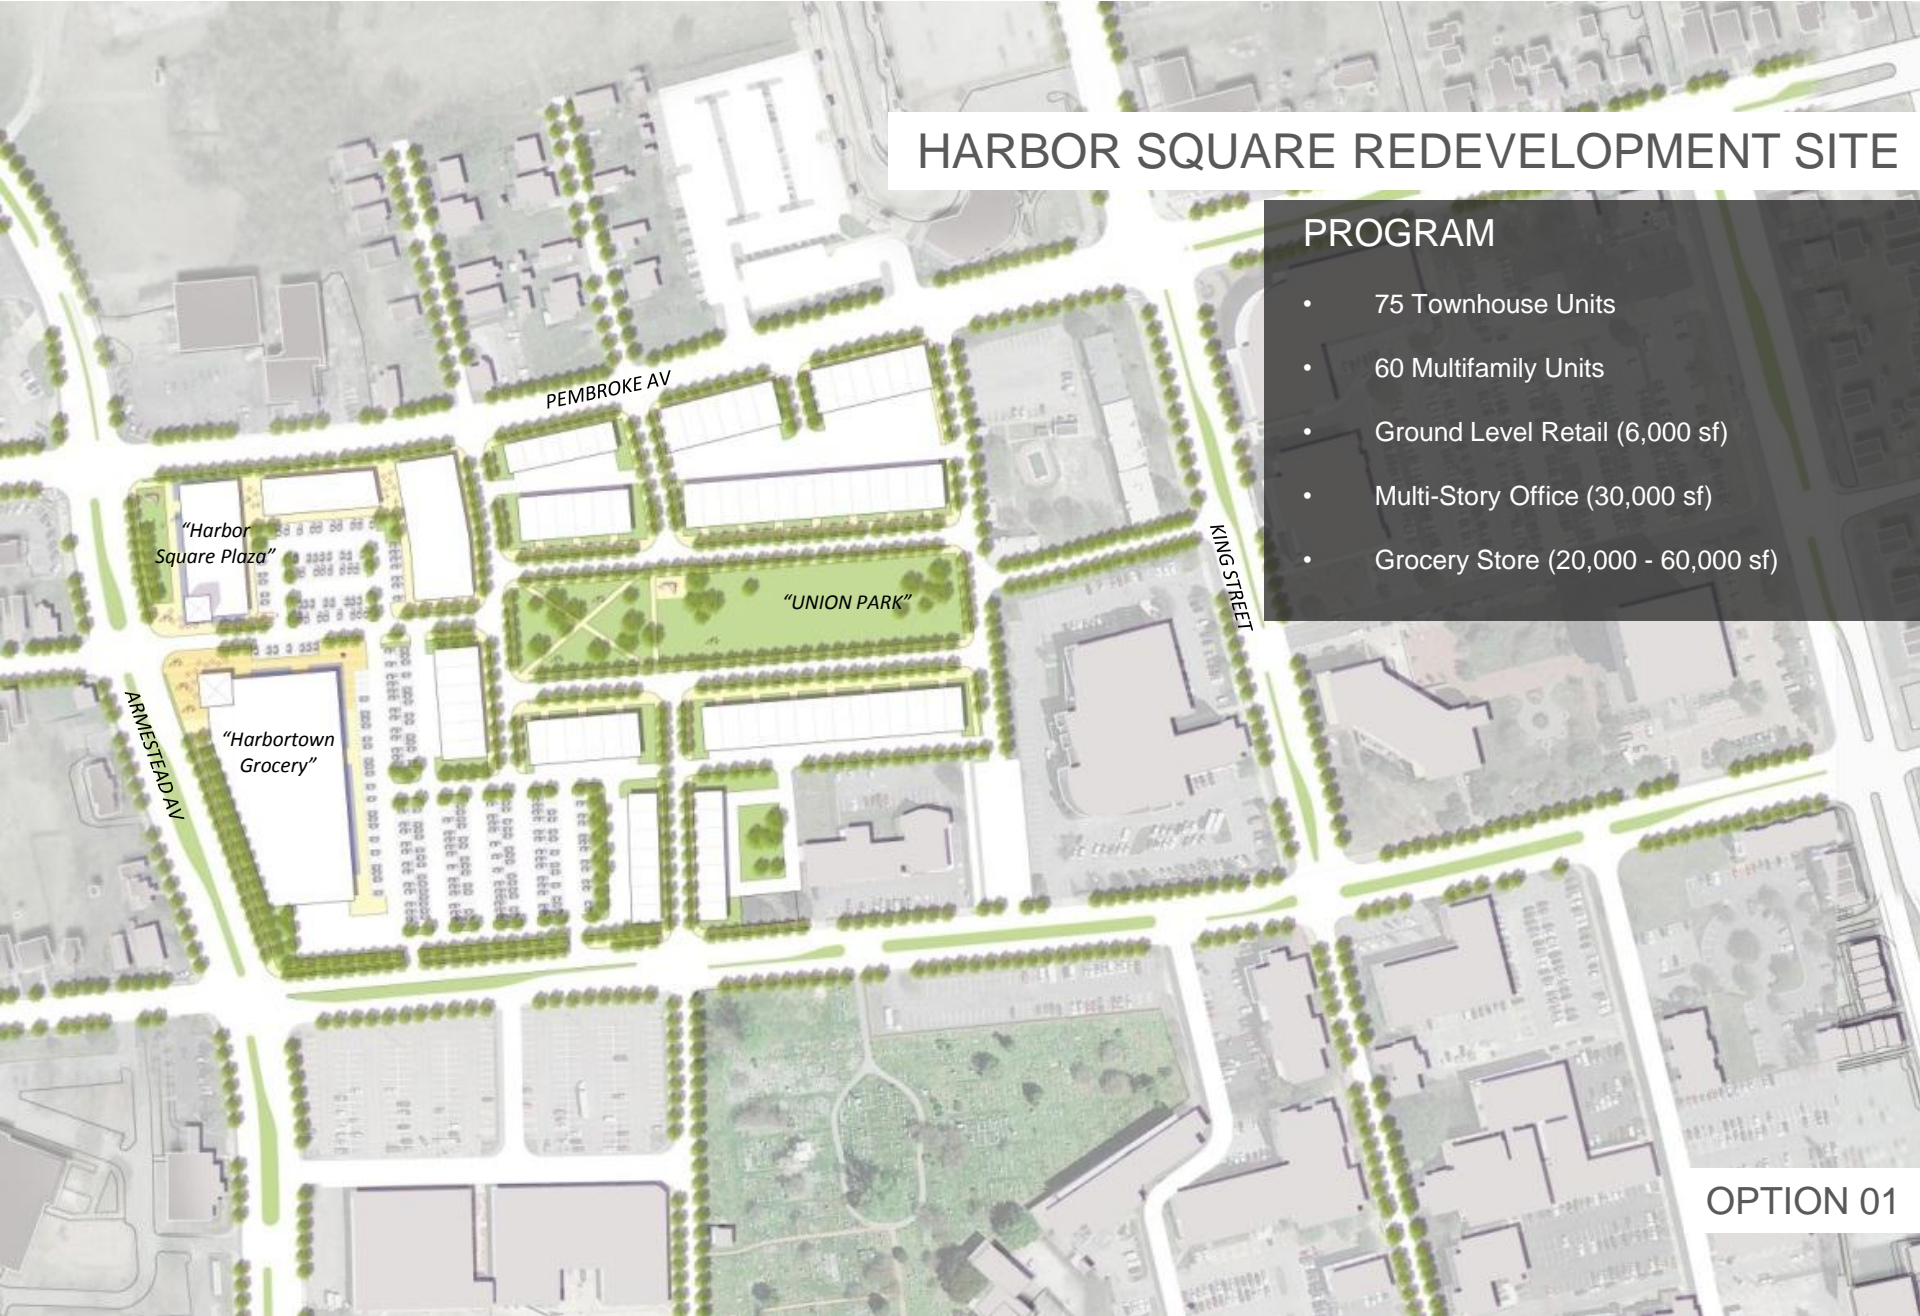 HARBOR SQUARE REDEVELOPMENT SITE
PROGRAM
• 75 Townhouse Units
• 60 Multifamily Units
• Ground Level Retail (6,000 sf)
• Multi-Story Office (30,000 sf)
• Grocery Store (20,000 - 60,000 sf)
PEMBROKE AV
“Harbor
Square Plaza”
“UNION PARK”
KING STREET
ARMESTEAD AV
“Harbortown
Grocery”
OPTION 01